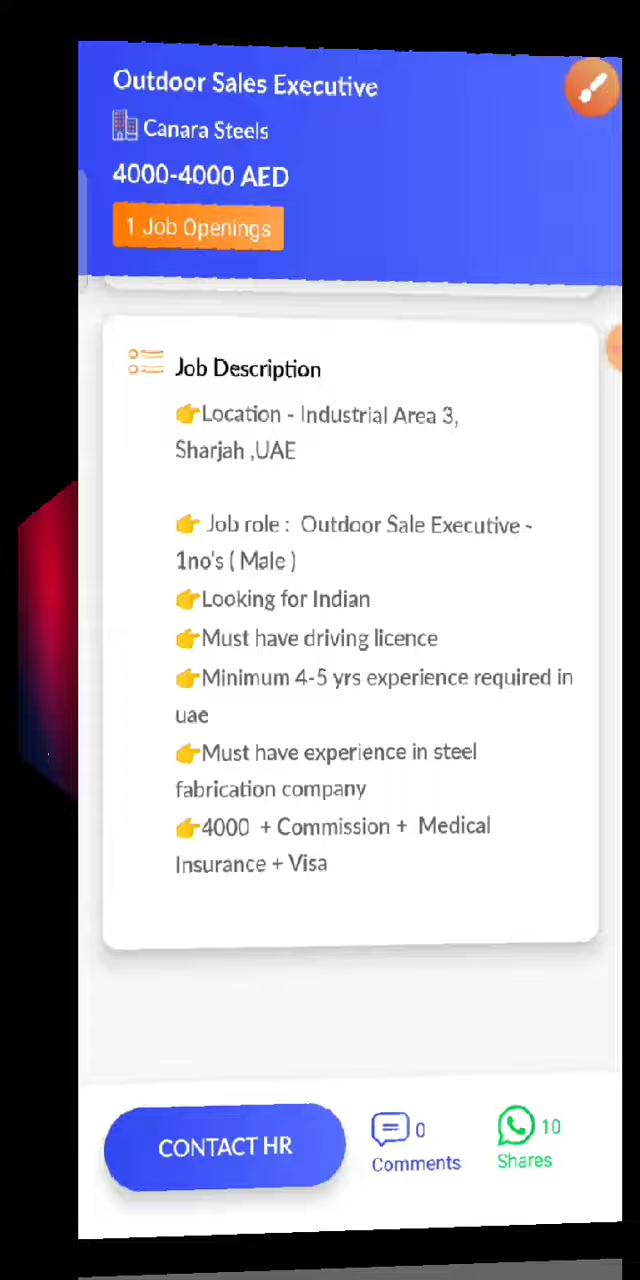 Outdoor Sales Executive
Canara Steels
4000-4000 AED
1 Job Openings
Job Description
👉Location - Industrial Area 3,
Sharjah ,UAE
👉 Job role : Outdoor Sale Executive -
1no's ( Male )
👉Looking for Indian
👉Must have driving licence
👉Minimum 4-5 yrs experience required in
uae
👉Must have experience in steel
fabrication company
👉4000 + Commission + Medical
Insurance + Visa
CONTACT HR
0
Comments
10
Shares